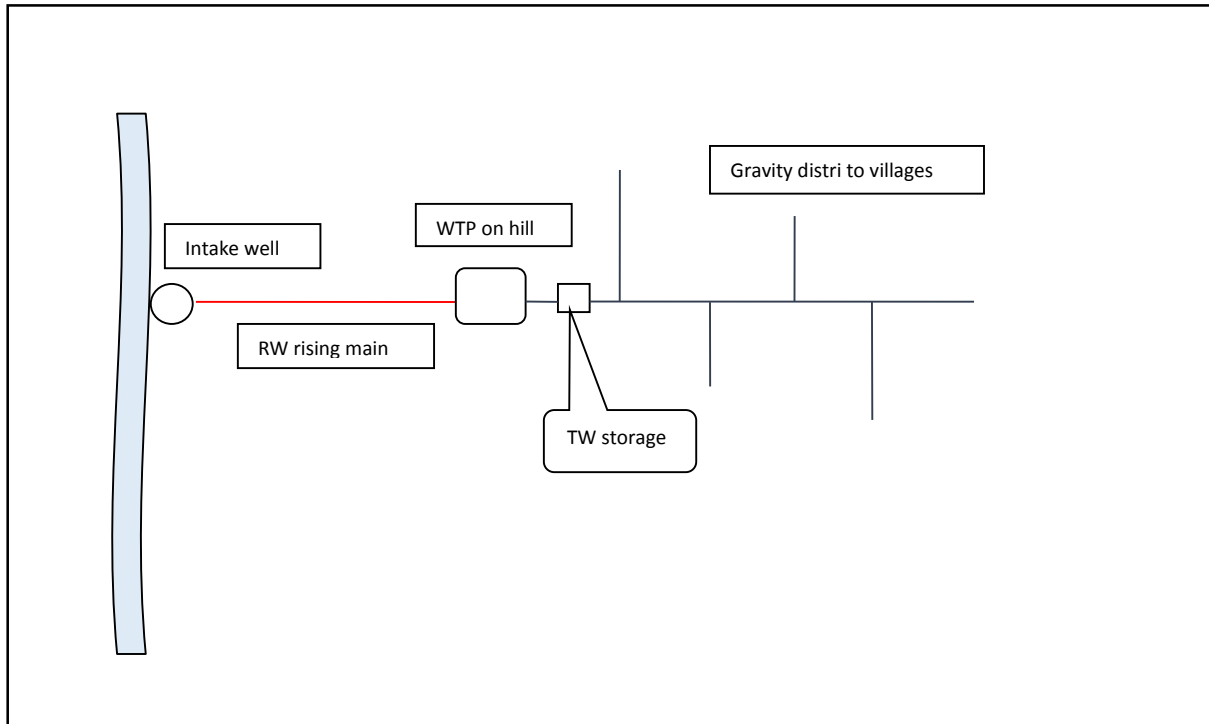 Gravity distri to villages
WTP on hill
Intake well
RW rising main
TW storage